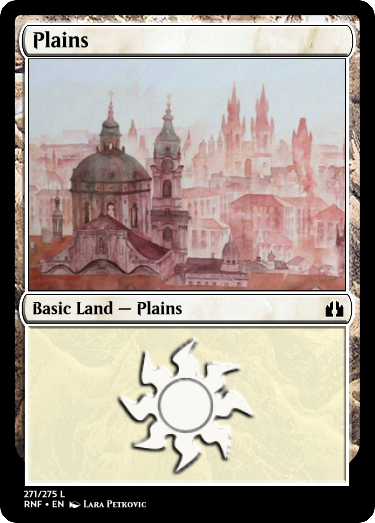 Plains
Basic Land — Plains
271/275 L
RNF • EN Lara Petkovic